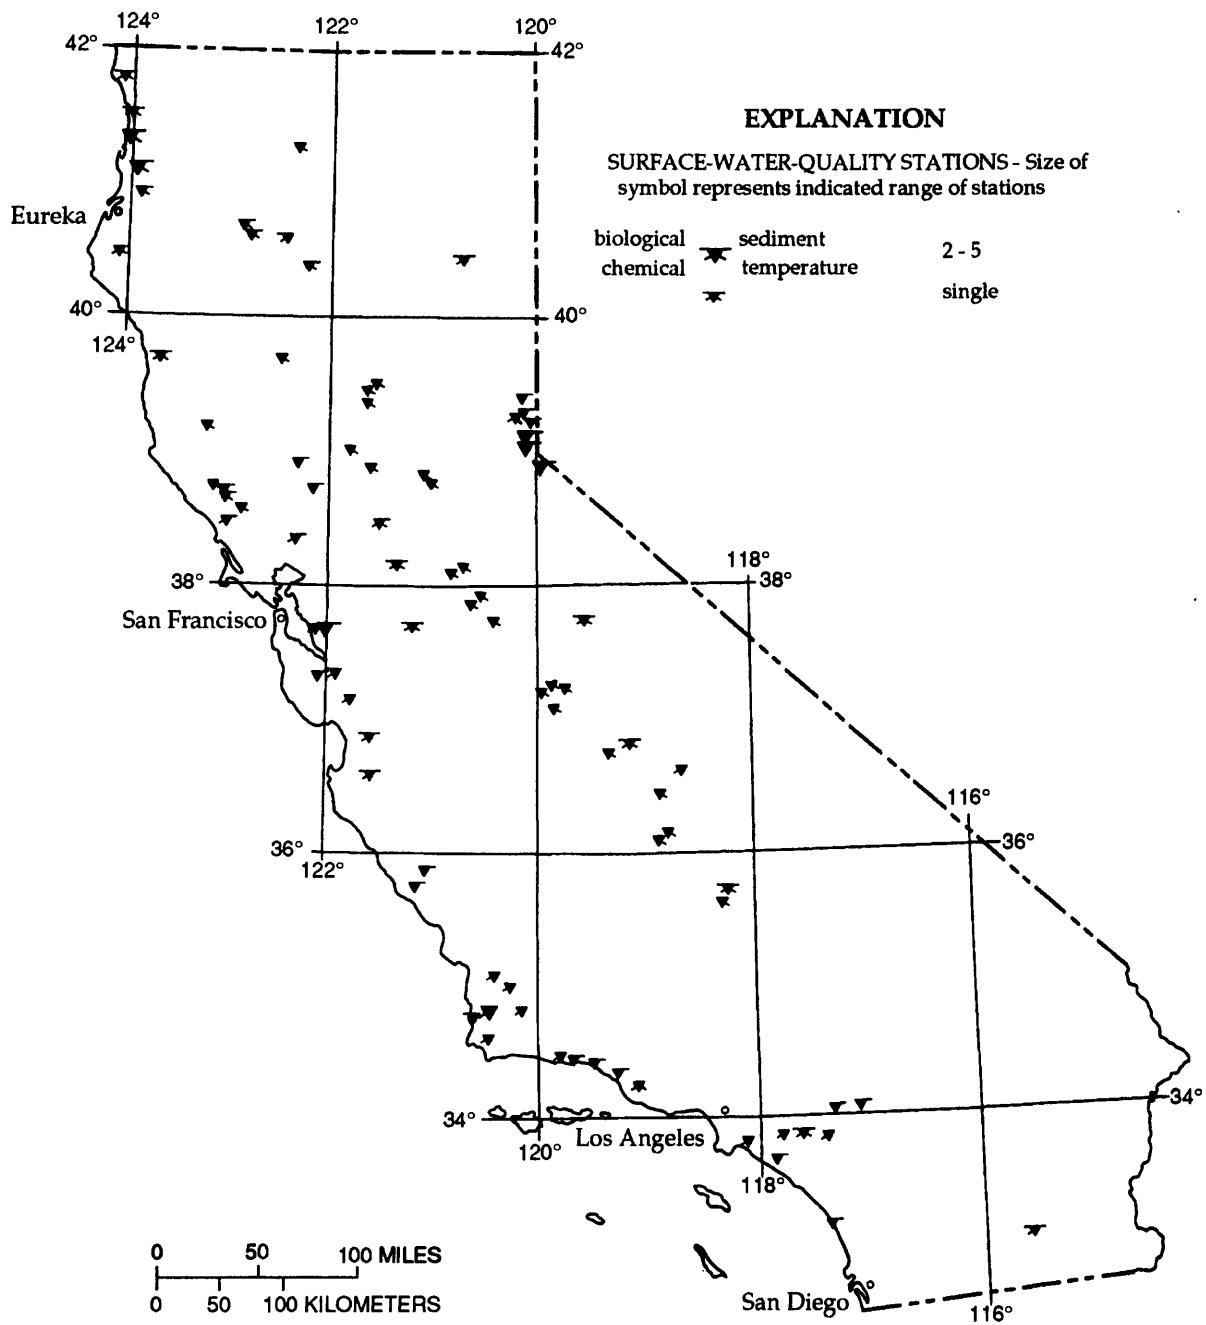 124° 122° 120°
42° 42°
EXPLANATION
SURFACE-WATER-QUALITY STATIONS - Size of
symbol represents indicated range of stations
Eureka
biological sediment 2 - 5
chemical temperature
single
40° 40°
124°
118°
38° 38°
San Francisco
116°
36° 36°
122°
34° 34°
Los Angeles
120°
118°
0 50 100 MILES
0 50 100 KILOMETERS
San Diego
116°